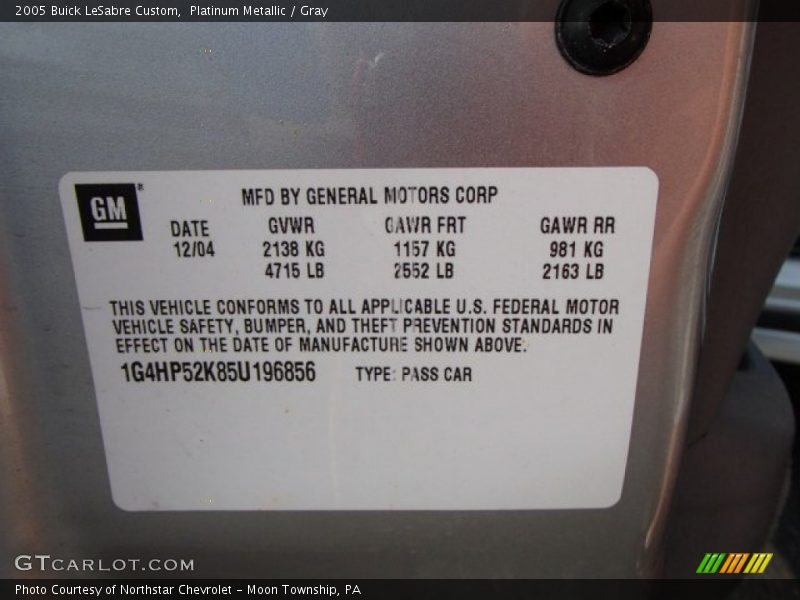 2005 Buick LeSabre Custom, Platinum Metallic / Gray
GM®
MFD BY GENERAL MOTORS CORP
DATE GVWR GAWR FRT GAWR RR
12/04 2138 KG 1157 KG 981 KG
4715 LB 2552 LB 2163 LB
THIS VEHICLE CONFORMS TO ALL APPLICABLE U.S. FEDERAL MOTOR
VEHICLE SAFETY, BUMPER, AND THEFT PREVENTION STANDARDS IN
EFFECT ON THE DATE OF MANUFACTURE SHOWN ABOVE.
1G4HP52K85U196856 TYPE: PASS CAR
GTCARLOT.COM
Photo Courtesy of Northstar Chevrolet - Moon Township, PA